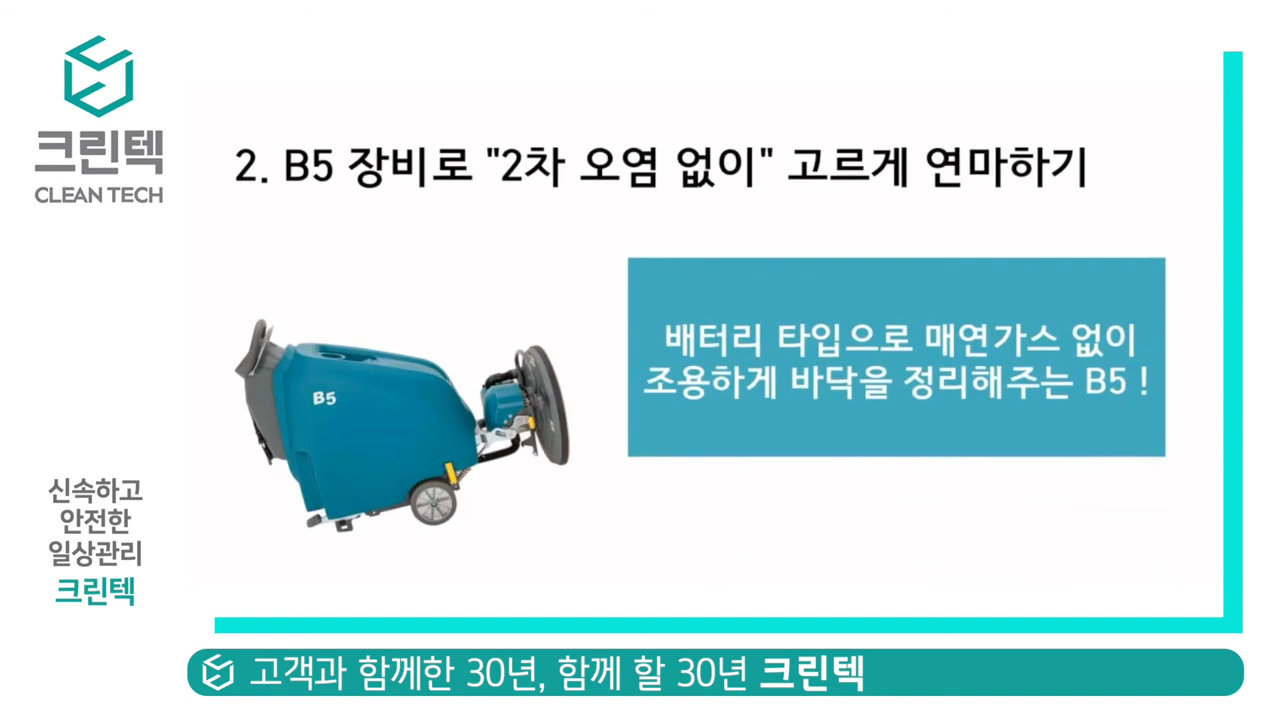 크린텍
CLEAN TECH
2. B5 장비로 "2차 오염 없이" 고르게 연마하기
B5
배터리 타입으로 매연가스 없이
조용하게 바닥을 정리해주는 B5 !
신속하고
안전한
일상관리
크린텍
고객과 함께한 30년, 함께 할 30년 크린텍